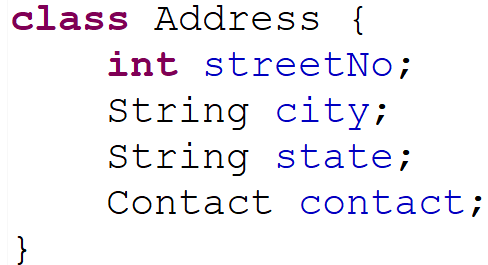 class Address {
    int streetNo;
    String city;
    String state;
    Contact contact;
}